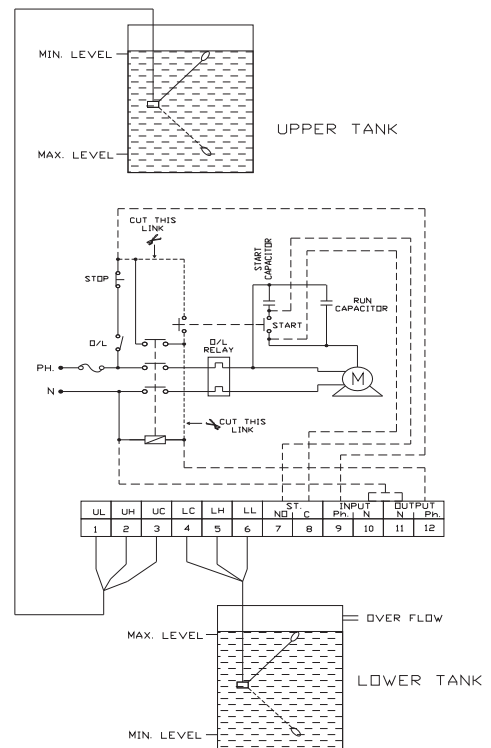 MIN. LEVEL
MAX. LEVEL
UPPER TANK
CUT THIS
LINK
STOP
START
CAPACITOR
RUN
CAPACITOR
START
O/L
O/L
RELAY
PH.
N
M
CUT THIS
LINK
UL UH UC LC LH LL ST. INPUT OUTPUT
NO C Ph. N N Ph.
1 2 3 4 5 6 7 8 9 10 11 12
OVER FLOW
MAX. LEVEL
LOWER TANK
MIN. LEVEL